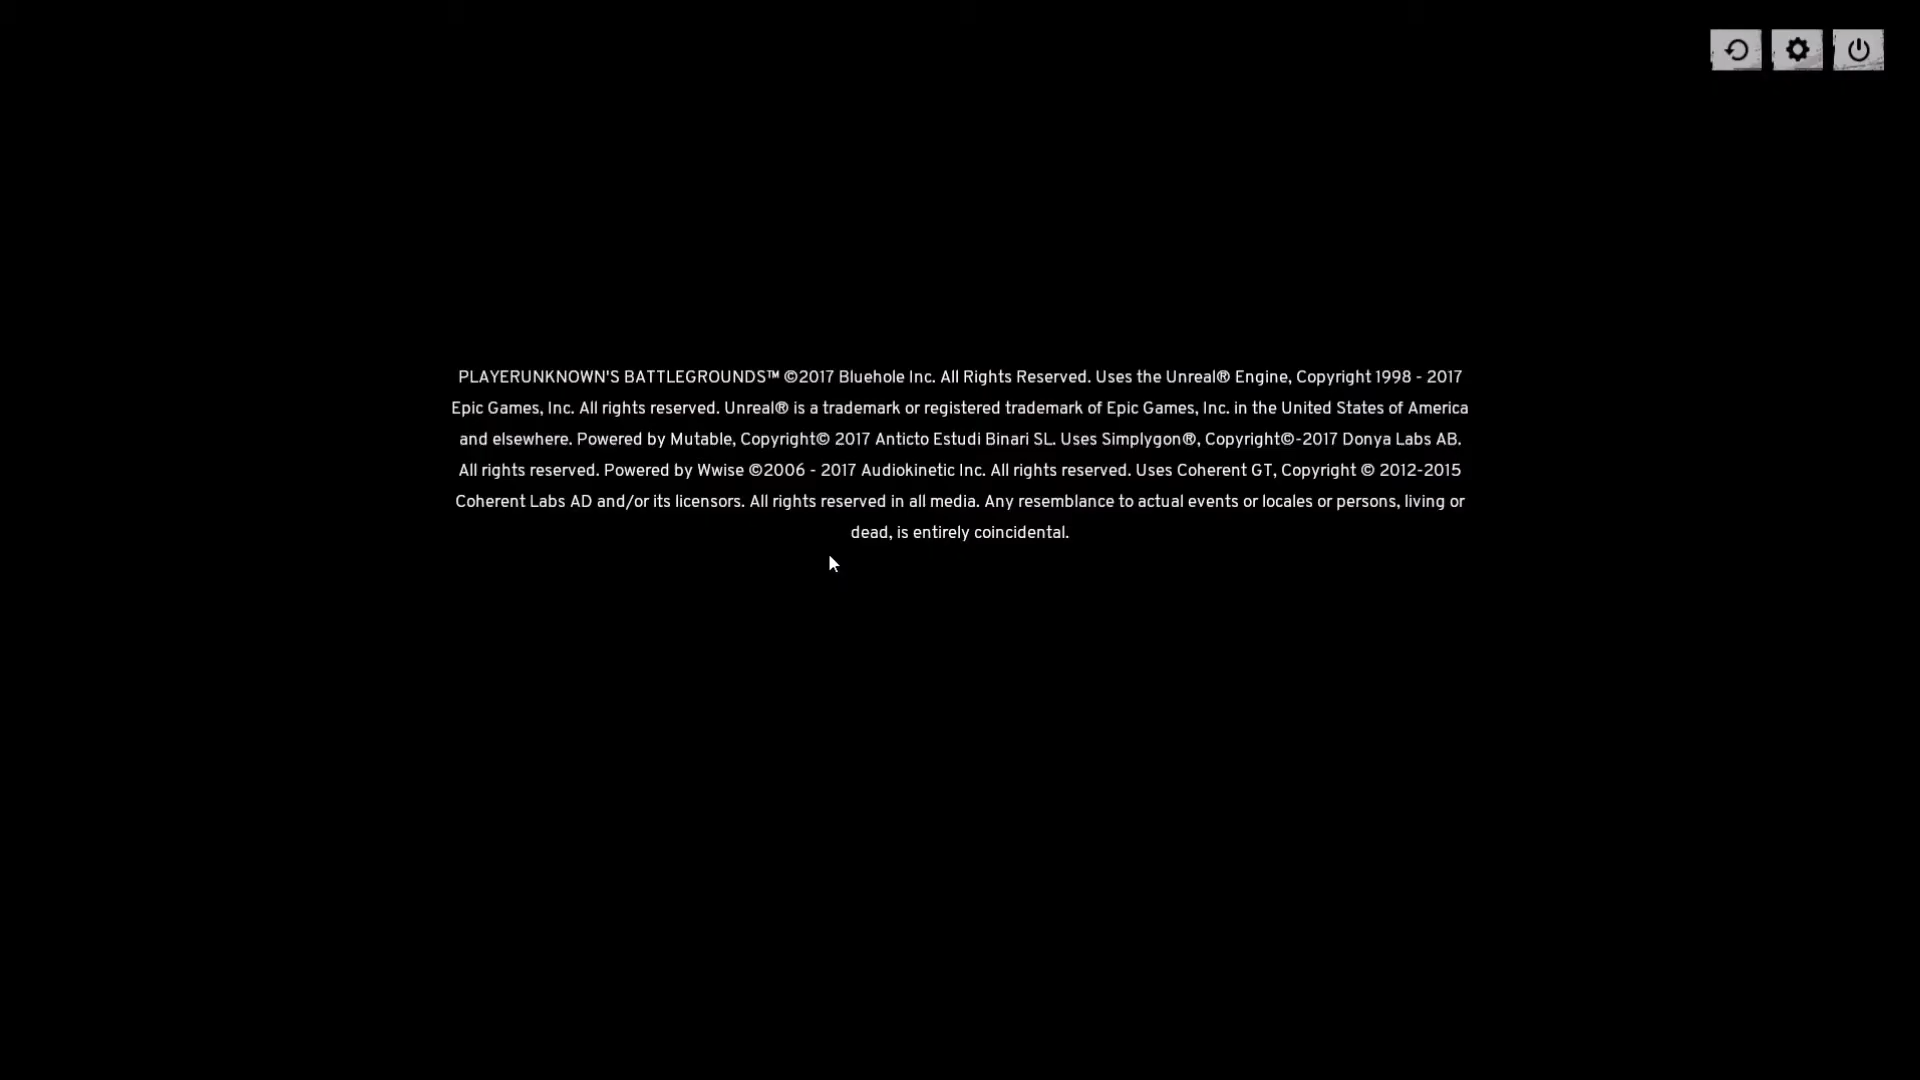 PLAYERUNKNOWN'S BATTLEGROUNDS™ ©2017 Bluehole Inc. All Rights Reserved. Uses the Unreal® Engine, Copyright 1998 - 2017
Epic Games, Inc. All rights reserved. Unreal® is a trademark or registered trademark of Epic Games, Inc. in the United States of America
and elsewhere. Powered by Mutable, Copyright© 2017 Anticto Estudi Binari SL. Uses Simplygon®, Copyright©-2017 Donya Labs AB.
All rights reserved. Powered by Wwise ©2006 - 2017 Audiokinetic Inc. All rights reserved. Uses Coherent GT, Copyright © 2012-2015
Coherent Labs AD and/or its licensors. All rights reserved in all media. Any resemblance to actual events or locales or persons, living or
dead, is entirely coincidental.